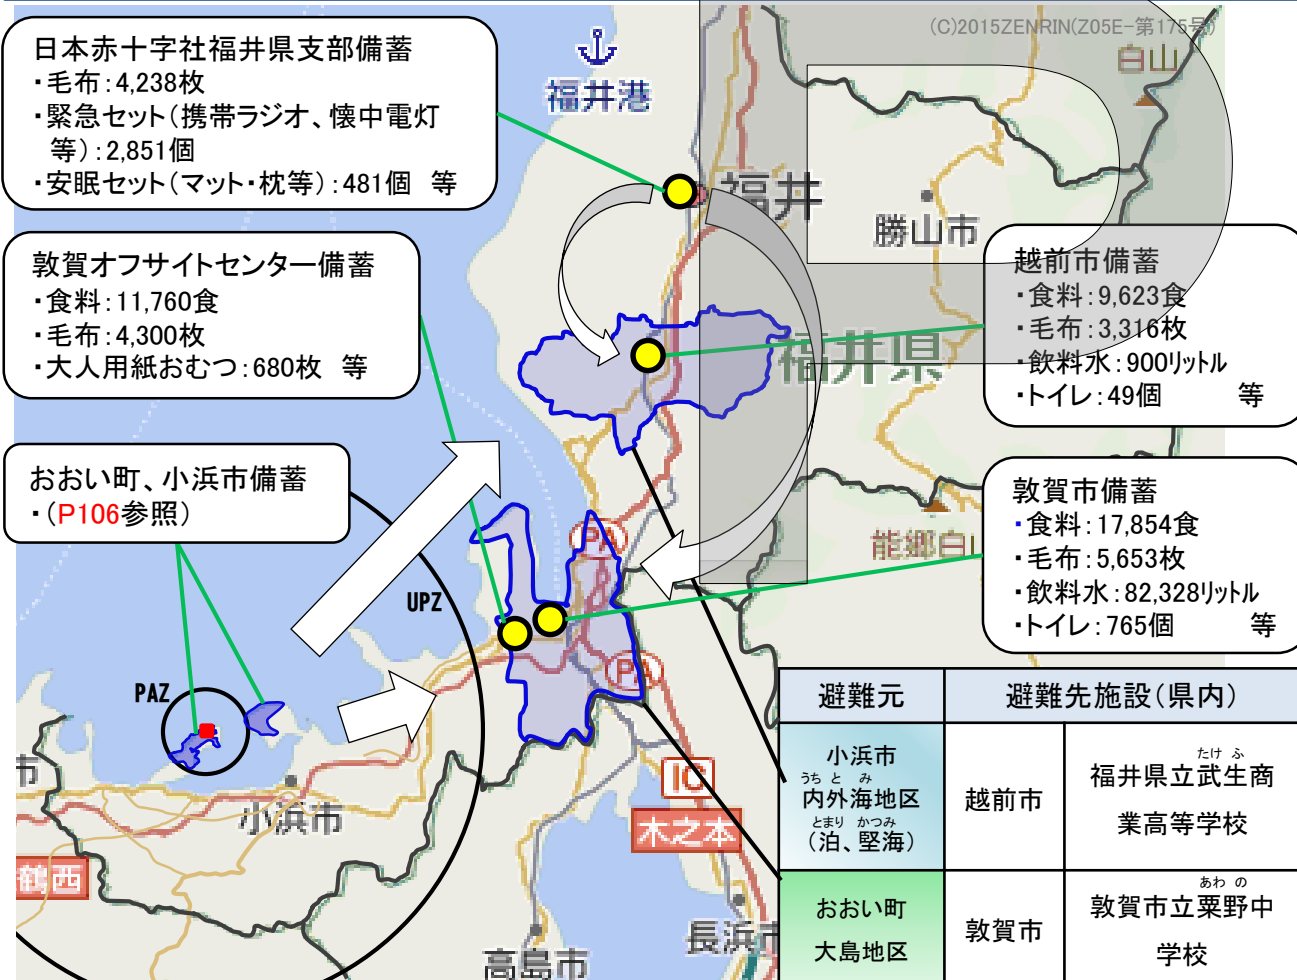 (C)2015ZENRIN(Z05E-第175号)
日本赤十字社福井県支部備蓄
・毛布:4,238枚
・緊急セット(携帯ラジオ、懐中電灯
等):2,851個
・安眠セット(マット・枕等):481個 等
敦賀オフサイトセンター備蓄
・食料:11,760食
・毛布:4,300枚
・大人用紙おむつ:680枚 等
おおい町、小浜市備蓄
・(P106参照)
福井港
白山
福井
勝山市
福井県
越前市備蓄
・食料:9,623食
・毛布:3,316枚
・飲料水:900リットル
・トイレ:49個 等
能郷白山
敦賀市備蓄
・食料:17,854食
・毛布:5,653枚
・飲料水:82,328リットル
・トイレ:765個 等
PA
PA
UPZ
PAZ
IC
木之本
市
小浜市
鶴西
高島市
長浜市
避難元 避難先施設(県内)
小浜市
うち と み
内外海地区
とまり かつみ
(泊、堅海)
越前市
たけ ふ
福井県立武生商
業高等学校
おおい町
大島地区
敦賀市
あわ の
敦賀市立粟野中
学校